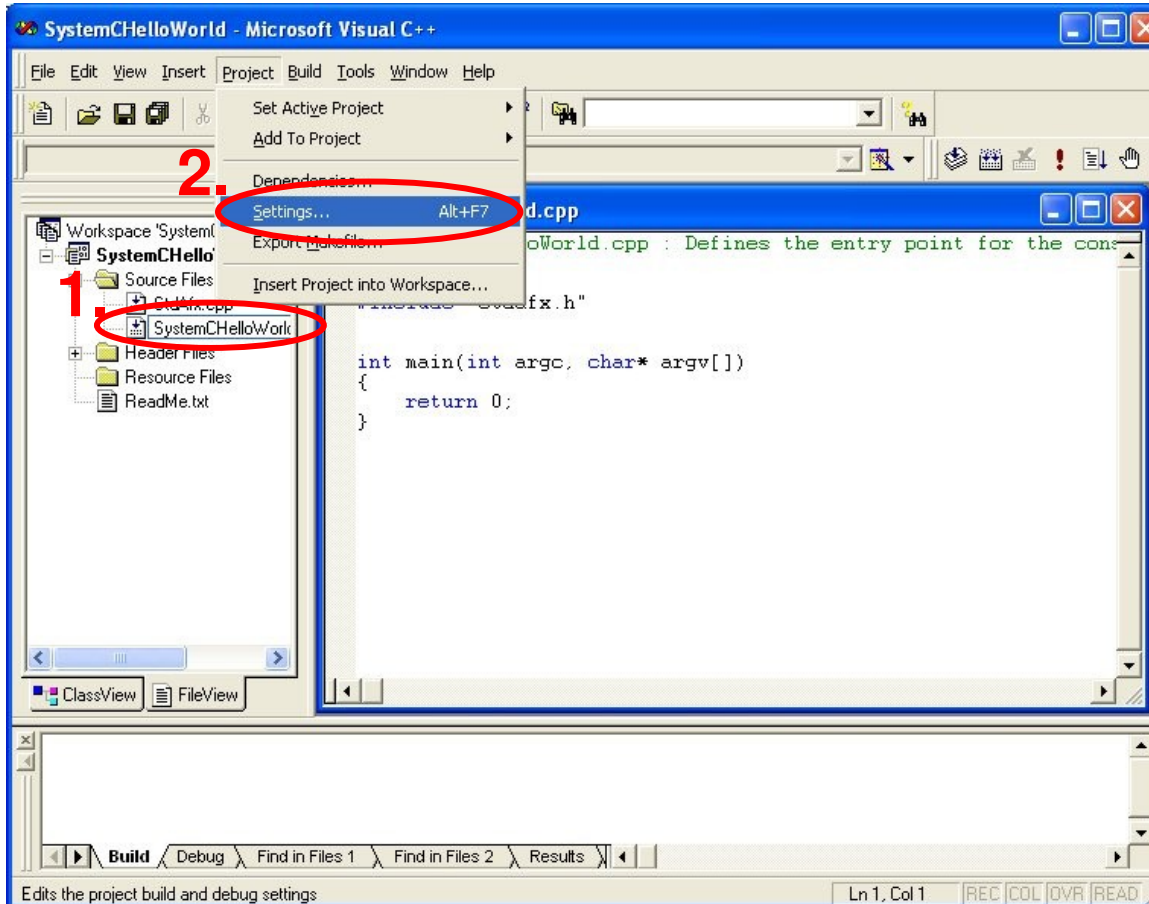 SystemCHelloWorld - Microsoft Visual C++
File Edit View Insert Project Build Tools Window Help
Set Active Project
Add To Project
2.
Dependencies...
Settings... Alt+F7
Export Makefile...
Insert Project into Workspace...
d.cpp
oWorld.cpp : Defines the entry point for the cons
#include "stdafx.h"
int main(int argc, char* argv[])
{
return 0;
}
Workspace 'System
SystemCHello
1.
Source Files
StdAfx.cpp
SystemCHelloWorl
Header Files
Resource Files
ReadMe.txt
ClassView FileView
Build Debug Find in Files 1 Find in Files 2 Results
Edits the project build and debug settings Ln 1, Col 1 REC COL OVR READ